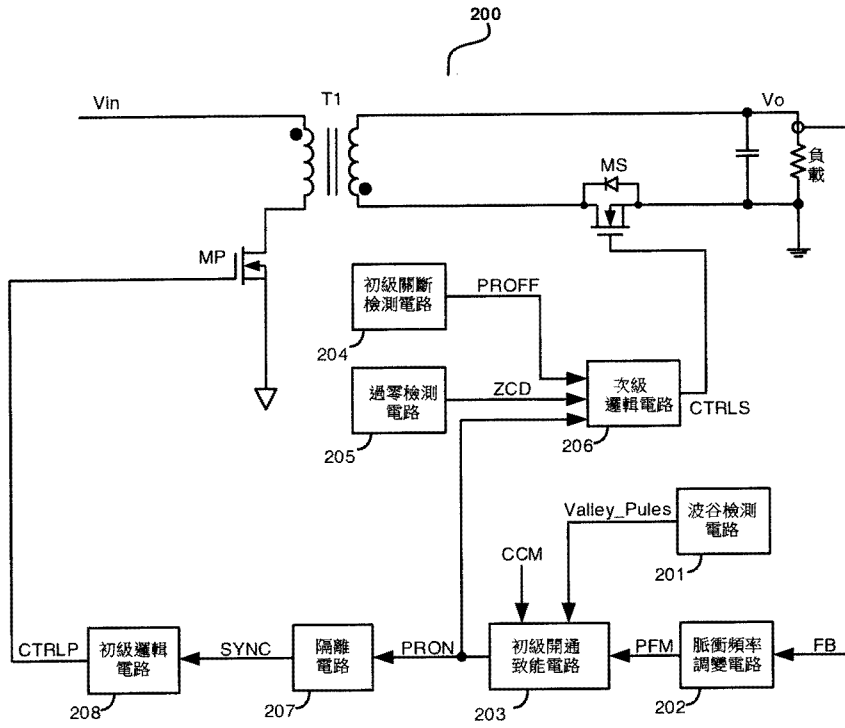 200
Vin
T1
Vo
MS
負
載
MP
初級關斷
檢測電路
PROFF
204
過零檢測
電路
ZCD
205
次級
邏輯電路
CTRLS
206
Valley_Pules
波谷檢測
電路
201
CCM
CTRLP
初級邏輯
電路
208
SYNC
隔離
電路
207
PRON
初級開通
致能電路
203
PFM
脈衝頻率
調變電路
202
FB